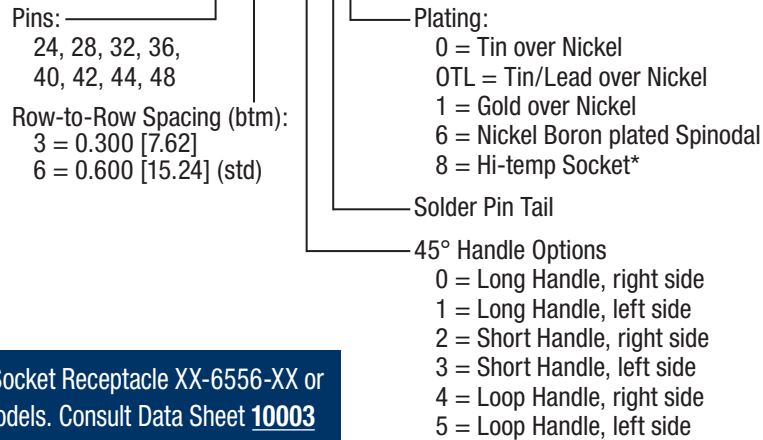 Pins:
24, 28, 32, 36,
40, 42, 44, 48
Row-to-Row Spacing (btm):
3 = 0.300 [7.62]
6 = 0.600 [15.24] (std)
Plating:
0 = Tin over Nickel
0TL = Tin/Lead over Nickel
1 = Gold over Nickel
6 = Nickel Boron plated Spinodal
8 = Hi-temp Socket*
Solder Pin Tail
45° Handle Options
0 = Long Handle, right side
1 = Long Handle, left side
2 = Short Handle, right side
3 = Short Handle, left side
4 = Loop Handle, right side
5 = Loop Handle, left side
Socket Receptacle XX-6556-XX or
odels. Consult Data Sheet 10003